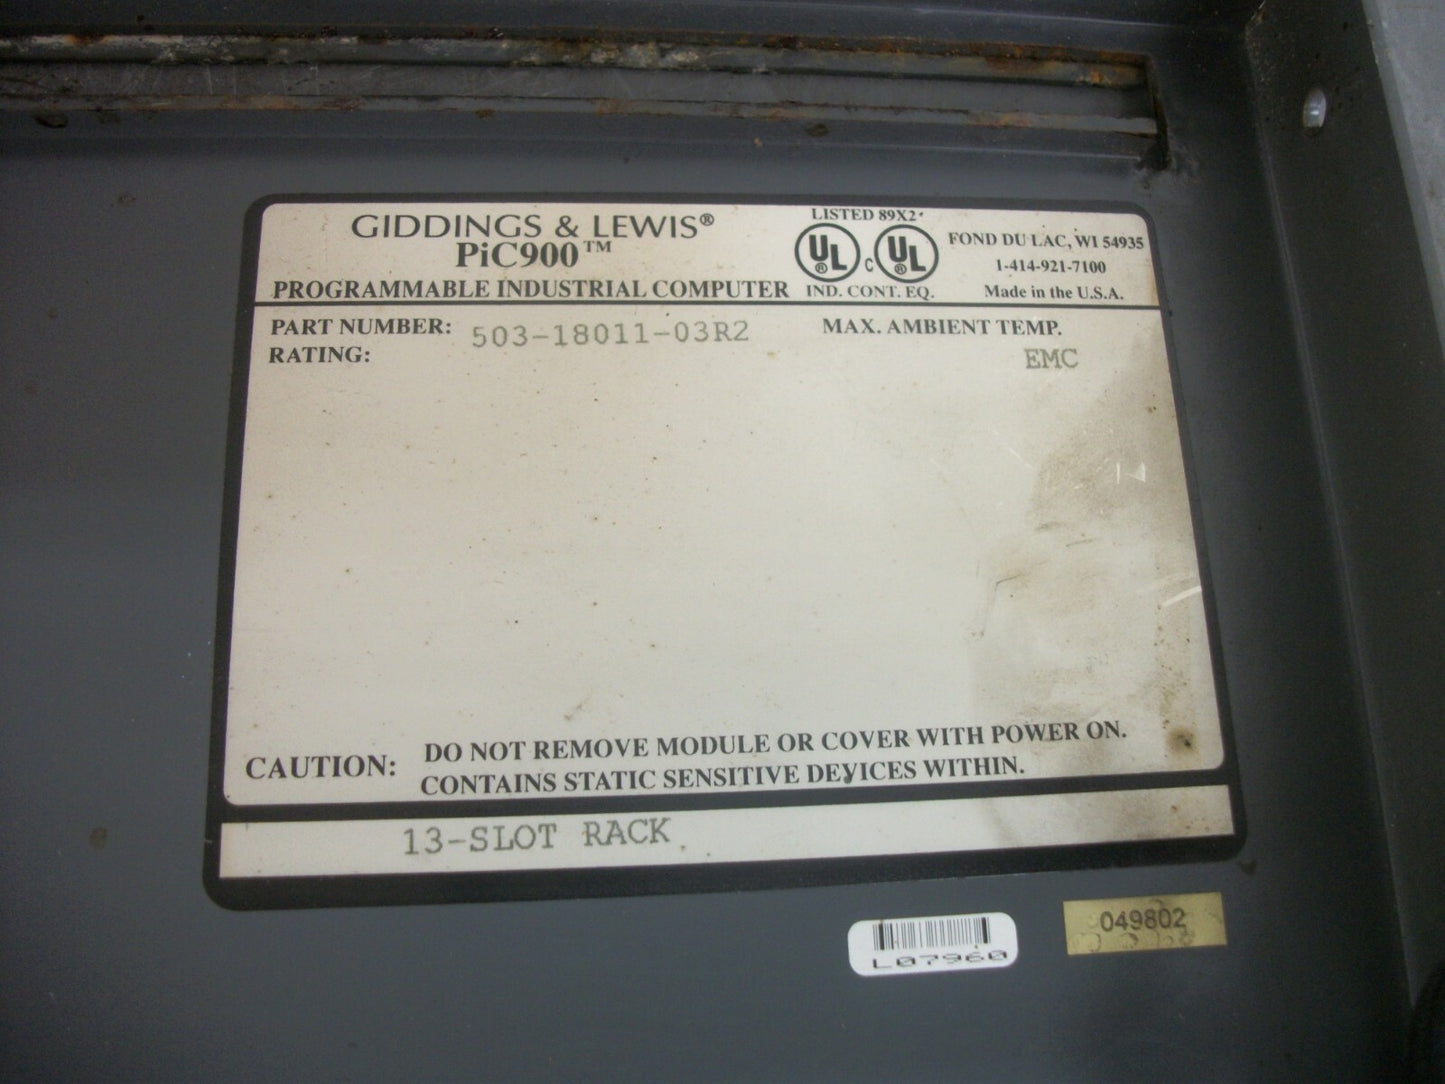 GIDDINGS & LEWIS®
PiC900™
PROGRAMMABLE INDUSTRIAL COMPUTER
LISTED 89X2
UL ® C UL ®
IND. CONT. EQ.
FOND DU LAC, WI 54935
1-414-921-7100
Made in the U.S.A.
PART NUMBER: 503-18011-03R2
RATING:
MAX. AMBIENT TEMP.
EMC
CAUTION: DO NOT REMOVE MODULE OR COVER WITH POWER ON.
CONTAINS STATIC SENSITIVE DEVICES WITHIN.
13-SLOT RACK
L07960
049802